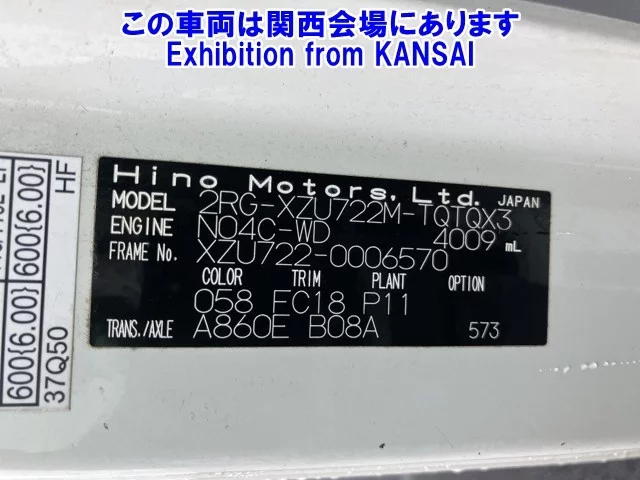 この車両は関西会場にあります
Exhibition from KANSAI
Hino Motors, Ltd. JAPAN
MODEL 2RG-XZU722M-TQTQX3
ENGINE N04C-WD 4009 mL
FRAME No. XZU722-0006570
COLOR TRIM PLANT OPTION
058 FC18 P11
TRANS./AXLE A860E B08A 573
600{6.00} 600{6.00}
37Q50 HF